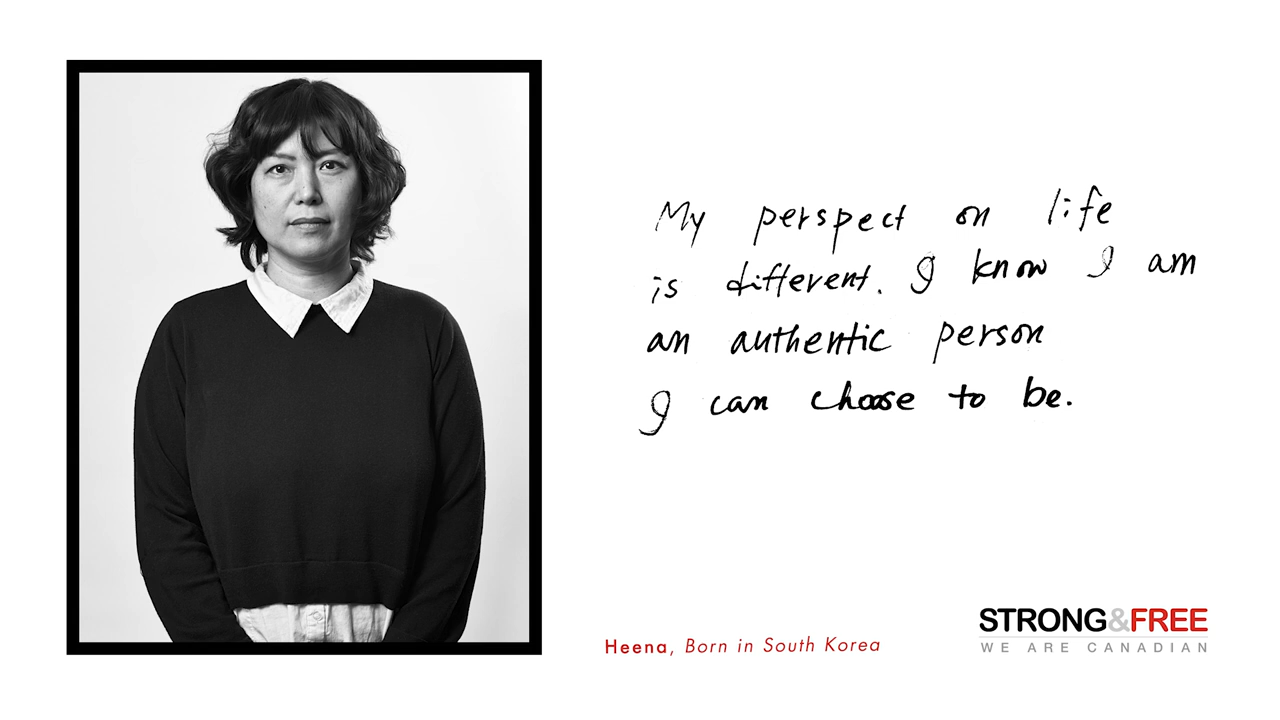 My perspect on life
is different. I know I am
an authentic person
I can choose to be.
Heena, Born in South Korea
STRONG&FREE
WE ARE CANADIAN